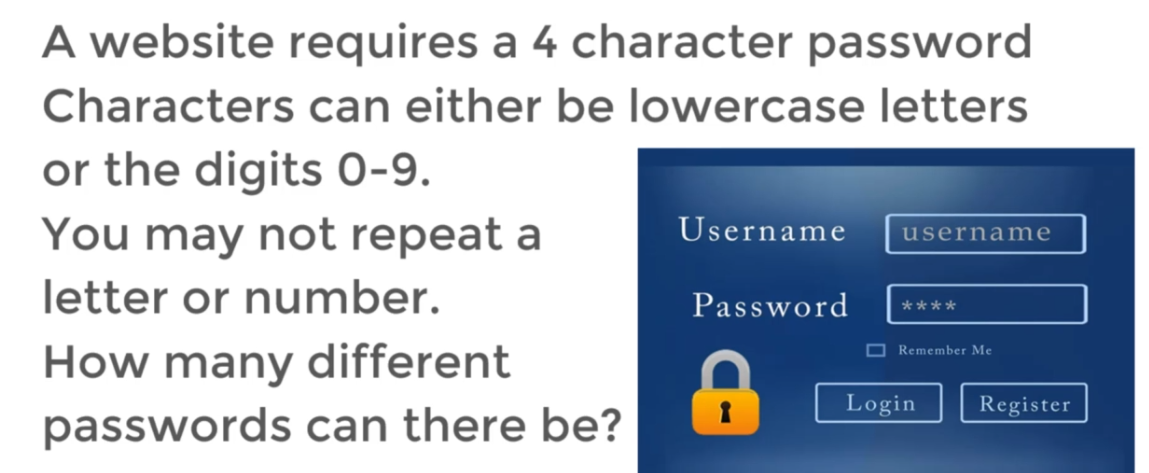 A website requires a 4 character password
Characters can either be lowercase letters
or the digits 0-9.
You may not repeat a
letter or number.
How many different
passwords can there be?
Username username
Password ****
Remember Me
Login Register